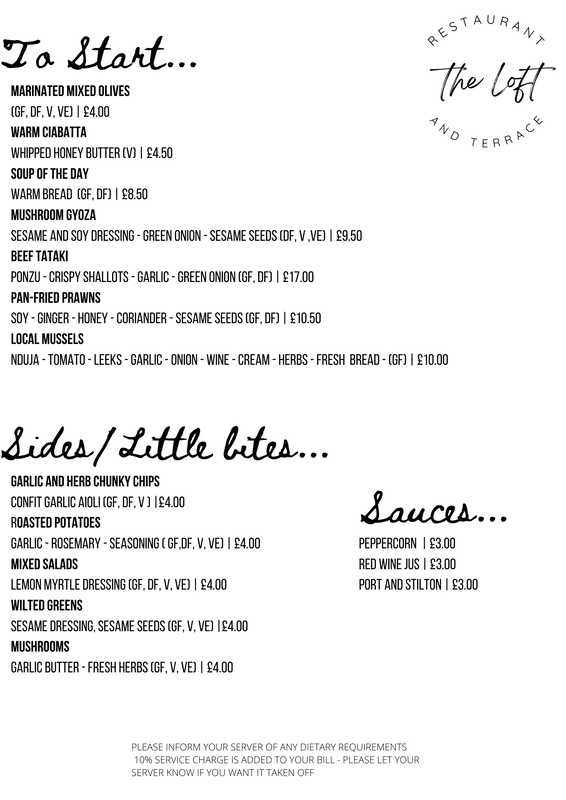 RESTAURANT
the loft
AND TERRACE
To Start...
MARINATED MIXED OLIVES
(GF, DF, V, VE) | £4.00
WARM CIABATTA
WHIPPED HONEY BUTTER (V) | £4.50
SOUP OF THE DAY
WARM BREAD (GF, DF) | £8.50
MUSHROOM GYOZA
SESAME AND SOY DRESSING - GREEN ONION - SESAME SEEDS (DF, V ,VE) | £9.50
BEEF TATAKI
PONZU - CRISPY SHALLOTS - GARLIC - GREEN ONION (GF, DF) | £17.00
PAN-FRIED PRAWNS
SOY - GINGER - HONEY - CORIANDER - SESAME SEEDS (GF, DF) | £10.50
LOCAL MUSSELS
NDUJA - TOMATO - LEEKS - GARLIC - ONION - WINE - CREAM - HERBS - FRESH BREAD - (GF) | £10.00
Sides/Little bites...
GARLIC AND HERB CHUNKY CHIPS
CONFIT GARLIC AIOLI (GF, DF, V ) |£4.00
ROASTED POTATOES
GARLIC - ROSEMARY - SEASONING ( GF,DF, V, VE) | £4.00
MIXED SALADS
LEMON MYRTLE DRESSING (GF, DF, V, VE) | £4.00
WILTED GREENS
SESAME DRESSING, SESAME SEEDS (GF, V, VE) |£4.00
MUSHROOMS
GARLIC BUTTER - FRESH HERBS (GF, V, VE) | £4.00
Sauces...
PEPPERCORN | £3.00
RED WINE JUS | £3.00
PORT AND STILTON | £3.00
PLEASE INFORM YOUR SERVER OF ANY DIETARY REQUIREMENTS
10% SERVICE CHARGE IS ADDED TO YOUR BILL - PLEASE LET YOUR
SERVER KNOW IF YOU WANT IT TAKEN OFF